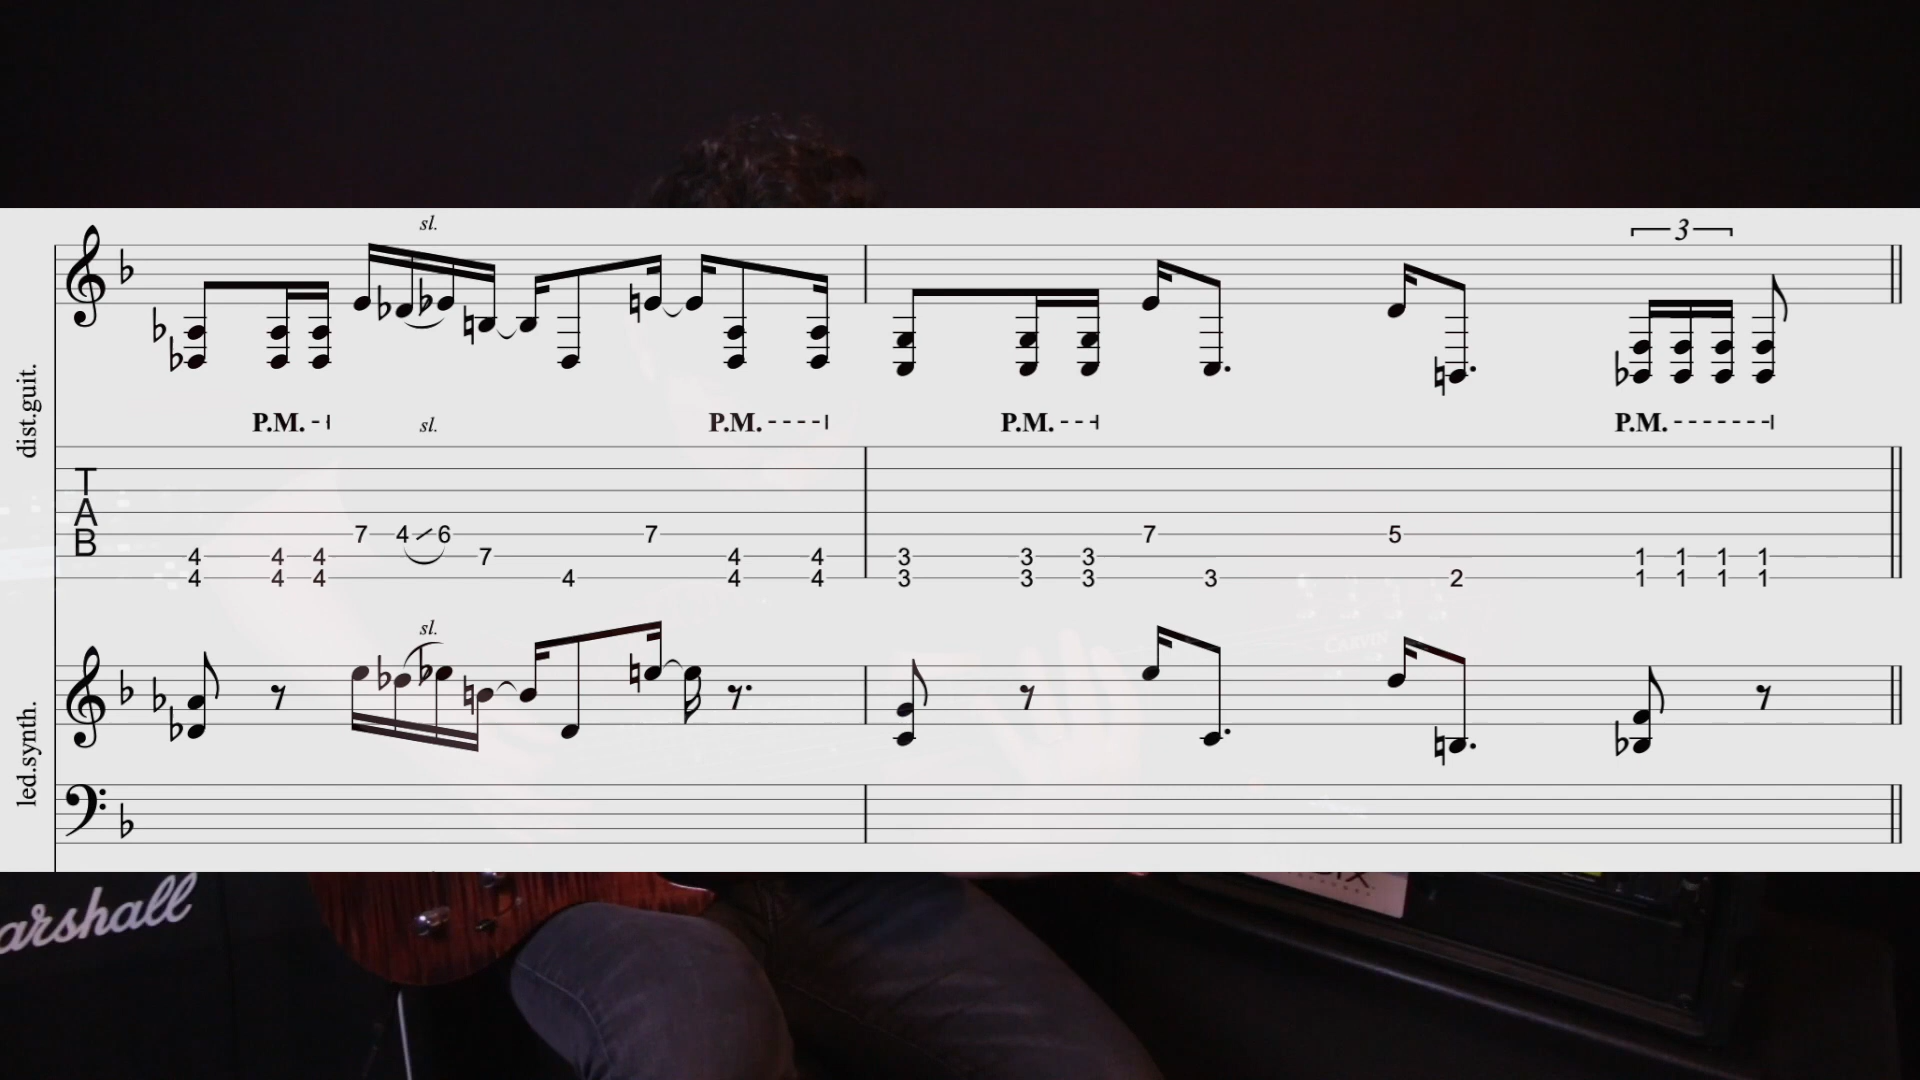 sl.
3
dist.guit.
P.M.
sl.
P.M.
P.M.
P.M.
T
A
B
7 4 6 7 7 5
4 4 4 7 4 4 3 3 3 1 1 1 1
4 4 4 4 4 4 3 3 3 3 2 1 1 1 1
sl.
led.synth.
CARVIN
arshall